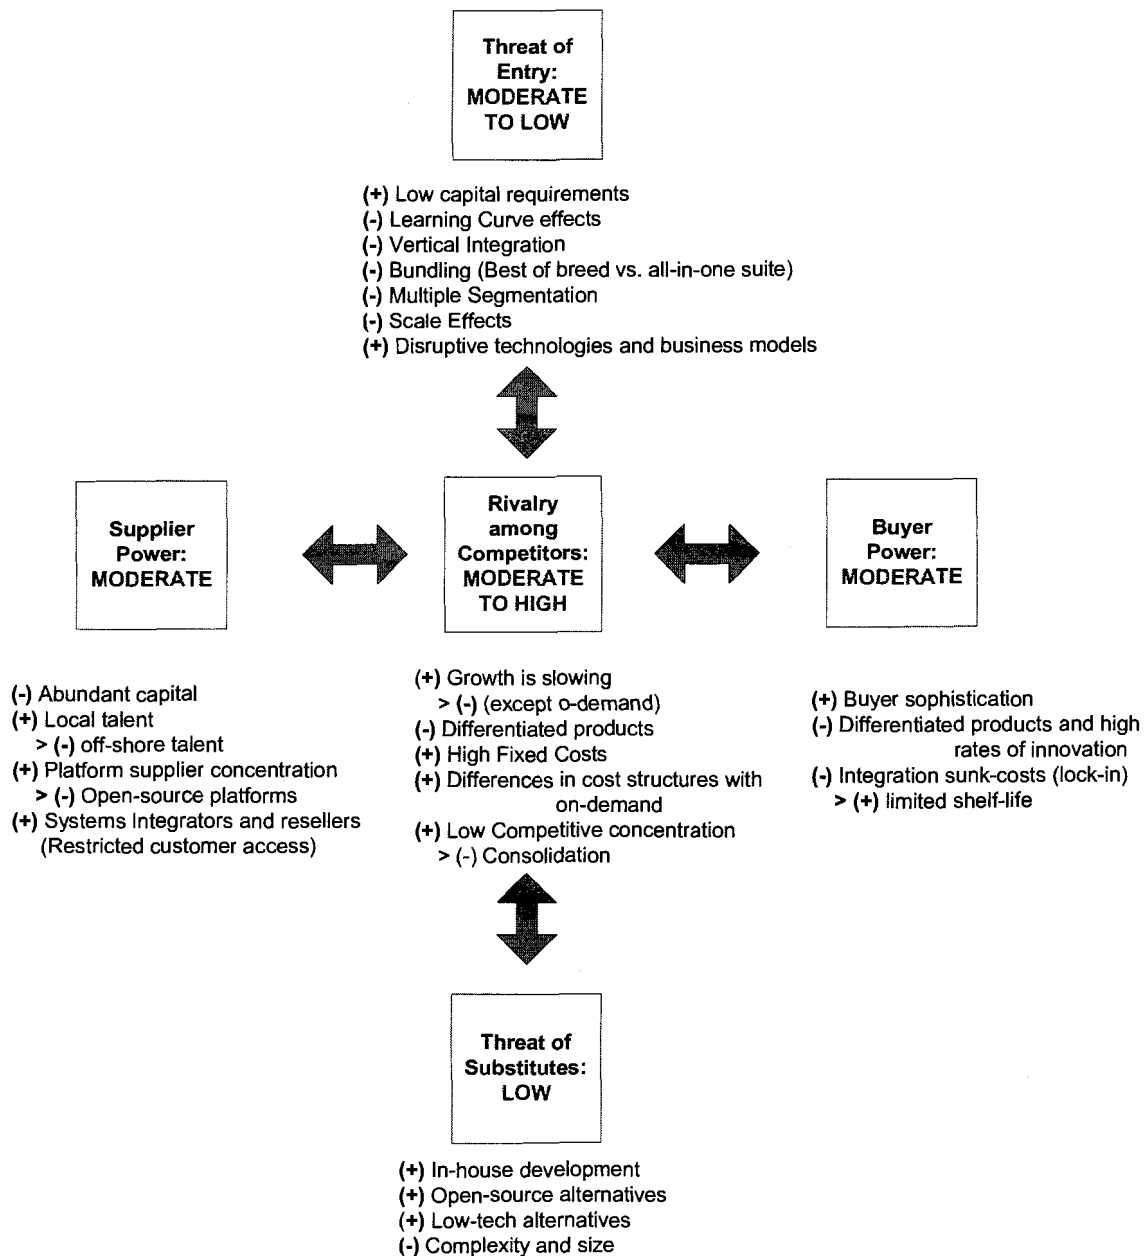 Threat of
Entry:
MODERATE
TO LOW
(+) Low capital requirements
(-) Learning Curve effects
(-) Vertical Integration
(-) Bundling (Best of breed vs. all-in-one suite)
(-) Multiple Segmentation
(-) Scale Effects
(+) Disruptive technologies and business models
Supplier
Power:
MODERATE
Rivalry
among
Competitors:
MODERATE
TO HIGH
Buyer
Power:
MODERATE
(-) Abundant capital
(+) Local talent
> (-) off-shore talent
(+) Platform supplier concentration
> (-) Open-source platforms
(+) Systems Integrators and resellers
(Restricted customer access)
(+) Growth is slowing
> (-) (except o-demand)
(-) Differentiated products
(+) High Fixed Costs
(+) Differences in cost structures with
on-demand
(+) Low Competitive concentration
> (-) Consolidation
(+) Buyer sophistication
(-) Differentiated products and high
rates of innovation
(-) Integration sunk-costs (lock-in)
> (+) limited shelf-life
Threat of
Substitutes:
LOW
(+) In-house development
(+) Open-source alternatives
(+) Low-tech alternatives
(-) Complexity and size